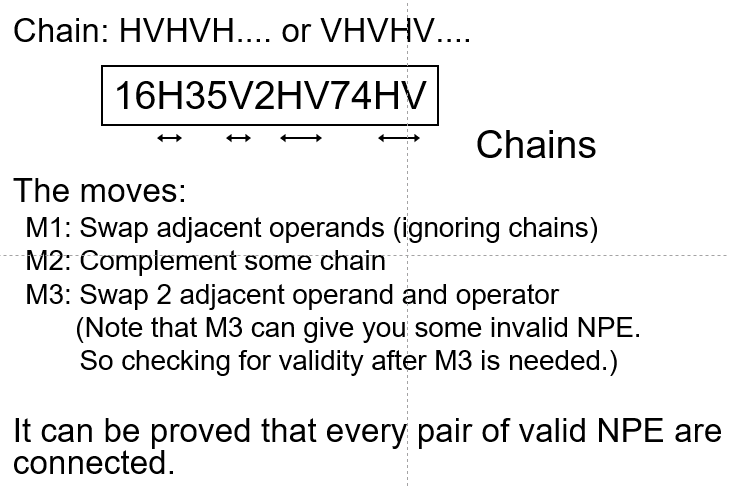 Chain: HVHVH.... or VHVHV....
16H35V2HV74HV
Chains
The moves:
M1: Swap adjacent operands (ignoring chains)
M2: Complement some chain
M3: Swap 2 adjacent operand and operator
(Note that M3 can give you some invalid NPE.
So checking for validity after M3 is needed.)
It can be proved that every pair of valid NPE are
connected.